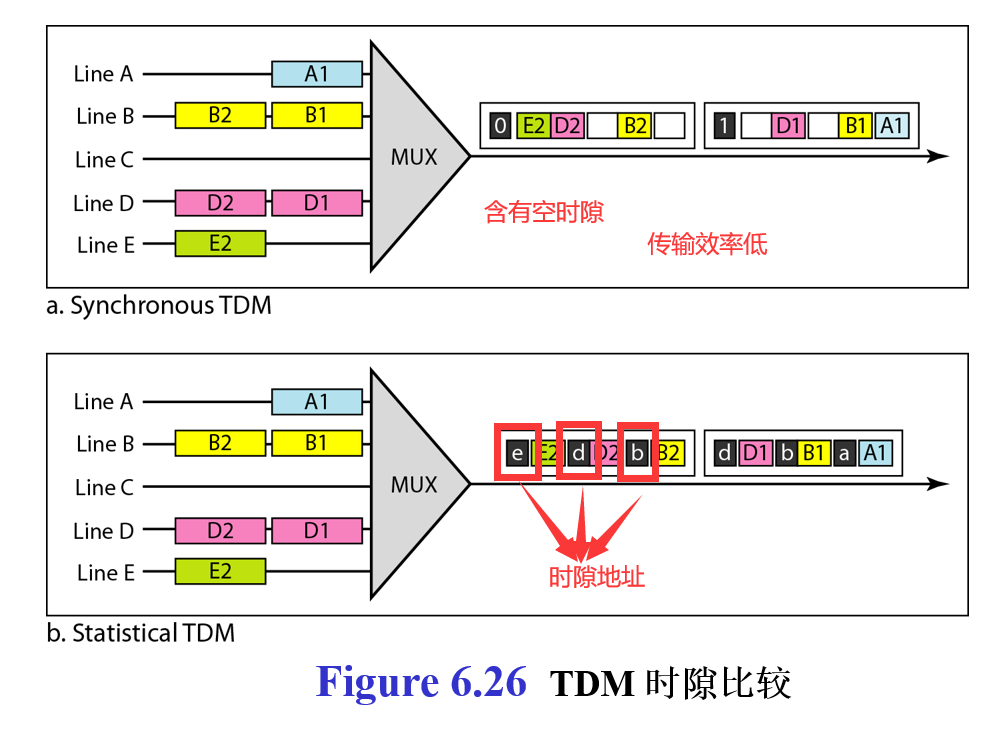 Line A A1
Line B B2 B1
Line C
Line D D2 D1
Line E E2
MUX
0 E2 D2 B2 1 D1 B1 A1
含有空时隙
传输效率低
a. Synchronous TDM
Line A A1
Line B B2 B1
Line C
Line D D2 D1
Line E E2
MUX
e E2 d D2 b B2 d D1 b B1 a A1
时隙地址
b. Statistical TDM
Figure 6.26 TDM 时隙比较